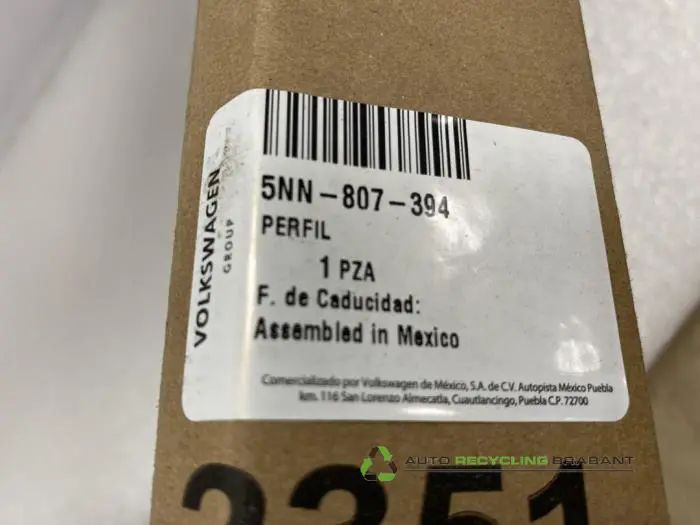 VOLKSWAGEN
GROUP
5NN-807-394
PERFIL
1 PZA
F. de Caducidad:
Assembled in Mexico
Comercializado por Volkswagen de México, S.A. de C.V. Autopista México Puebla
km. 116 San Lorenzo Almecatla, Cuautlancingo, Puebla C.P. 72700
AUTO RECYCLING BRABANT
2351